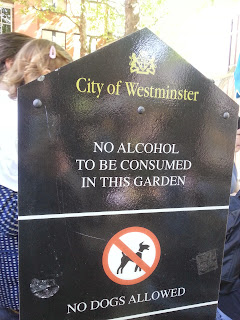 City of Westminster
NO ALCOHOL
TO BE CONSUMED
IN THIS GARDEN
NO DOGS ALLOWED